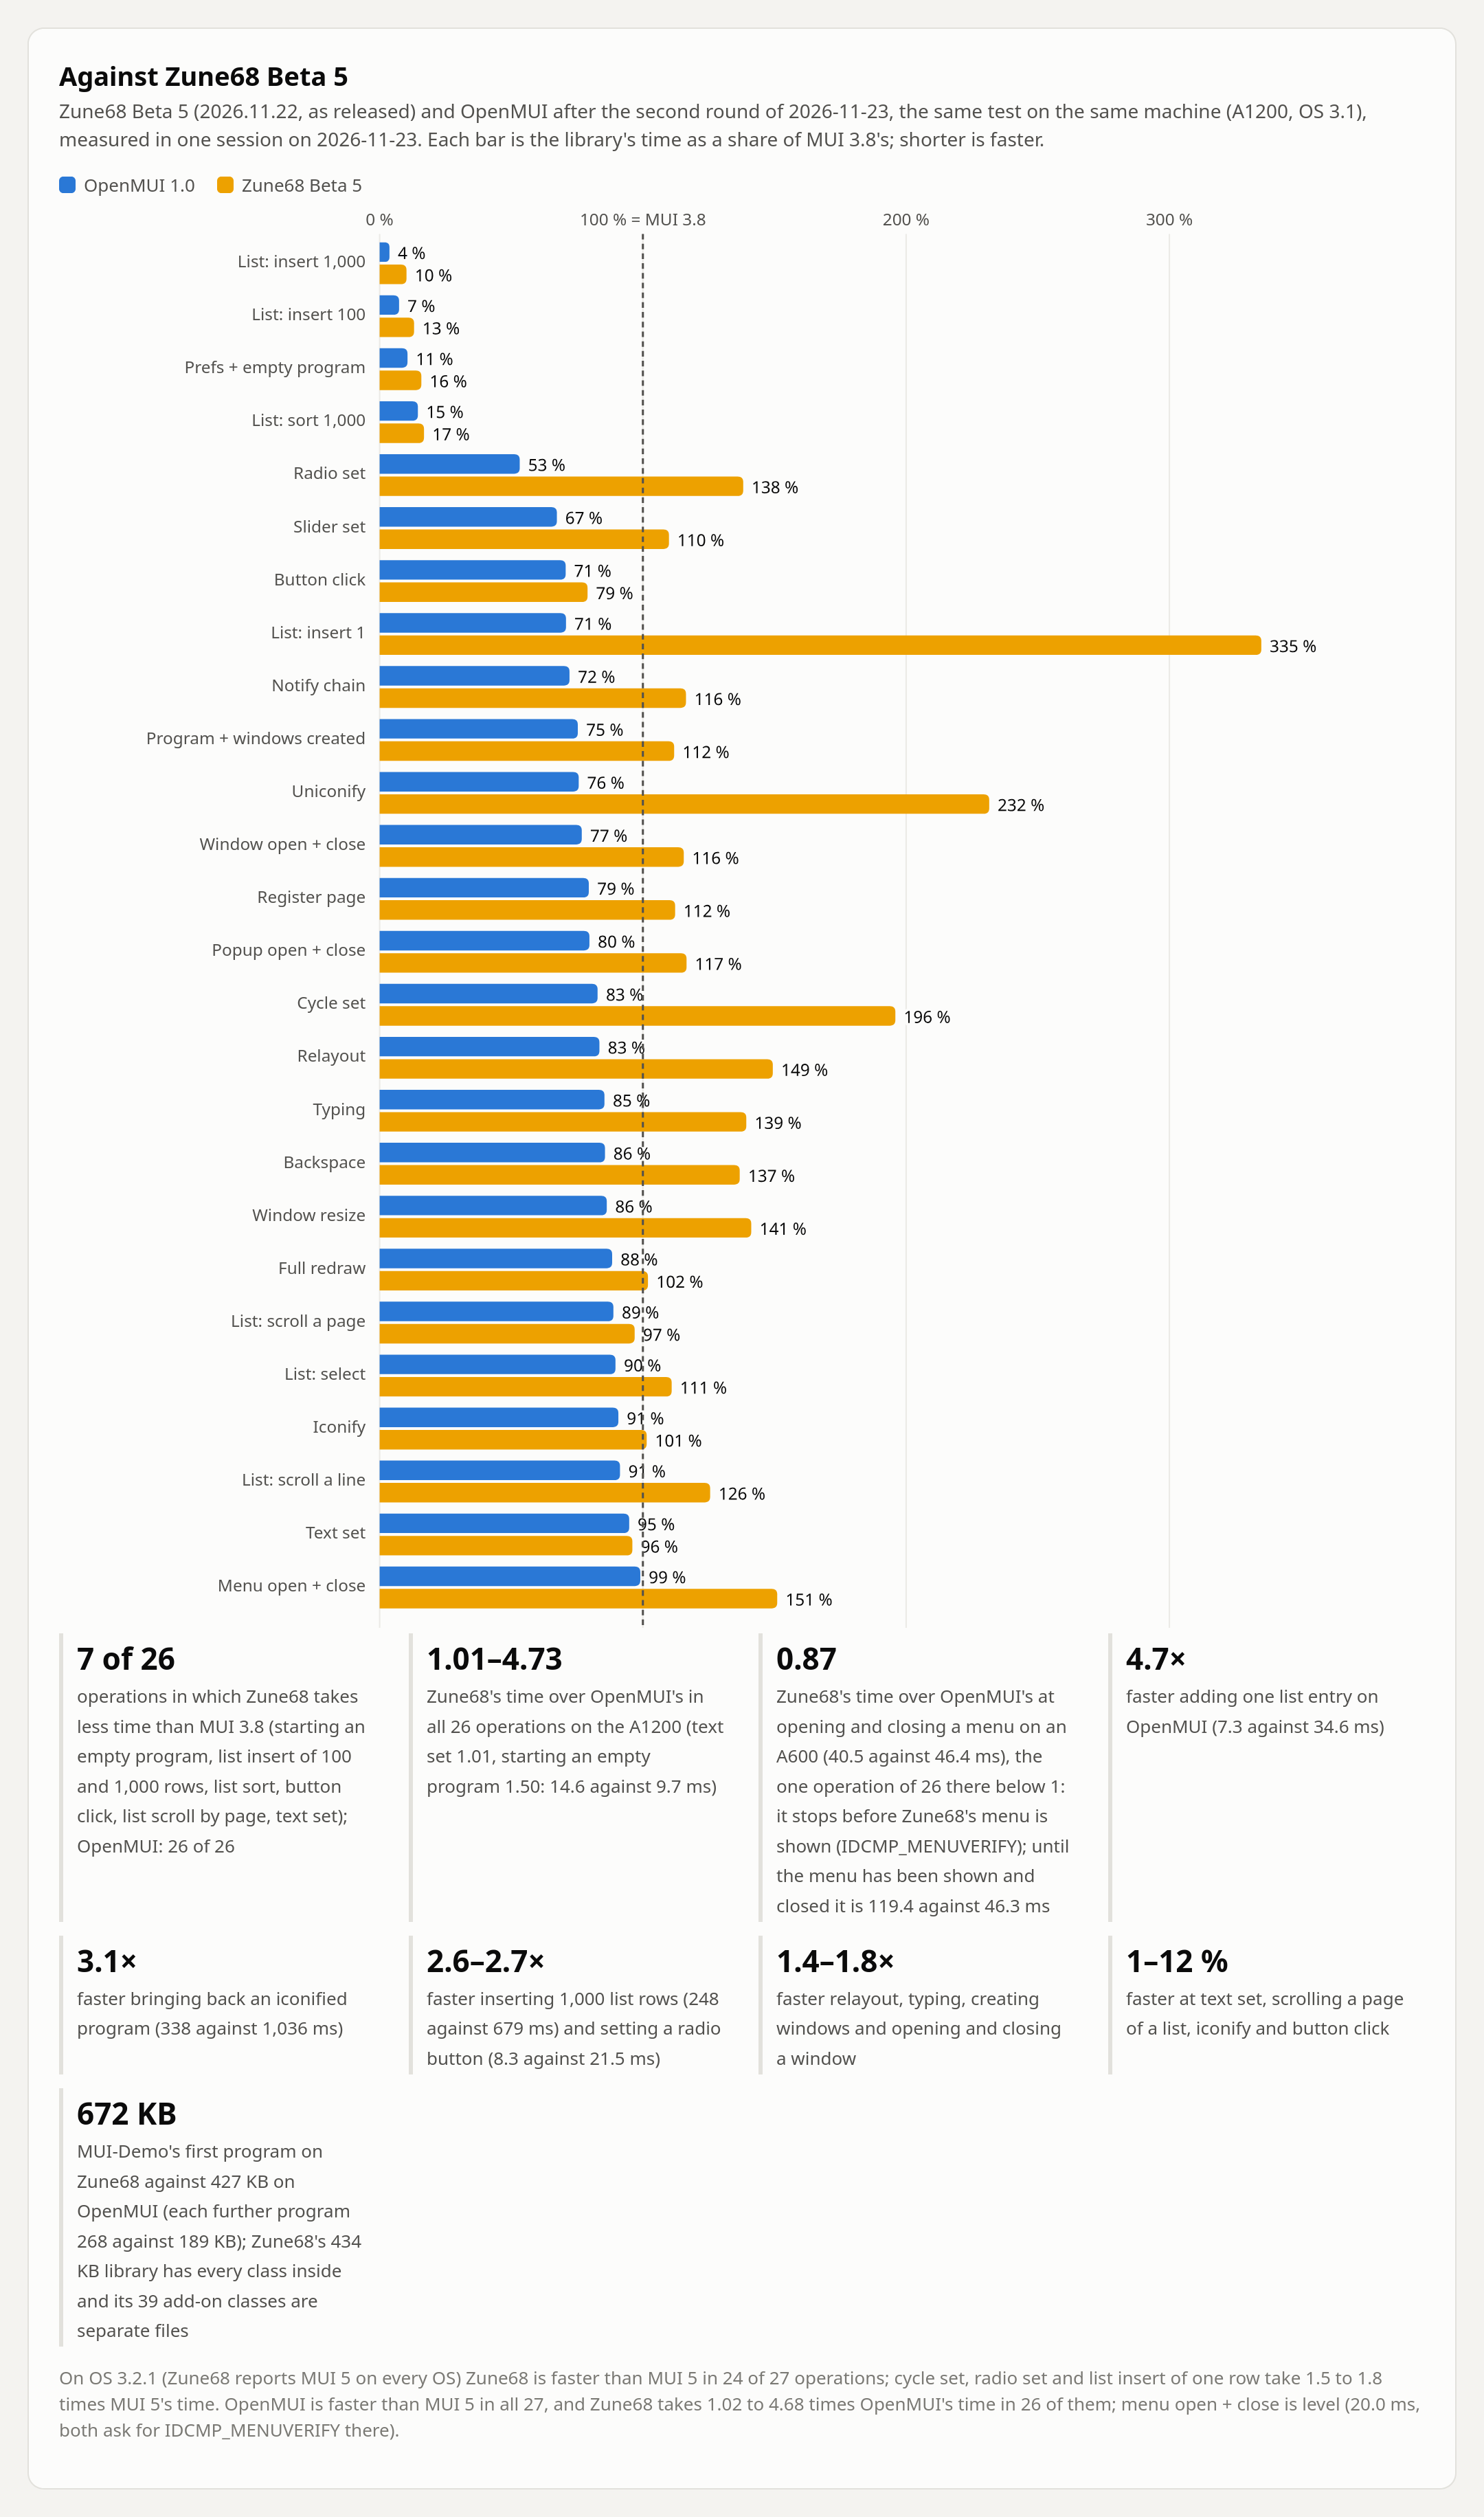 Against Zune68 Beta 5
Zune68 Beta 5 (2026.11.22, as released) and OpenMUI after the second round of 2026-11-23, the same test on the same machine (A1200, OS 3.1),
measured in one session on 2026-11-23. Each bar is the library's time as a share of MUI 3.8's; shorter is faster.
OpenMUI 1.0 Zune68 Beta 5
0 % 100 % = MUI 3.8 200 % 300 %
List: insert 1,000
4 %
10 %
List: insert 100
7 %
13 %
Prefs + empty program
11 %
16 %
List: sort 1,000
15 %
17 %
Radio set
53 %
138 %
Slider set
67 %
110 %
Button click
71 %
79 %
List: insert 1
71 %
335 %
Notify chain
72 %
116 %
Program + windows created
75 %
112 %
Uniconify
76 %
232 %
Window open + close
77 %
116 %
Register page
79 %
112 %
Popup open + close
80 %
117 %
Cycle set
83 %
196 %
Relayout
83 %
149 %
Typing
85 %
139 %
Backspace
86 %
137 %
Window resize
86 %
141 %
Full redraw
88 %
102 %
List: scroll a page
89 %
97 %
List: select
90 %
111 %
Iconify
91 %
101 %
List: scroll a line
91 %
126 %
Text set
95 %
96 %
Menu open + close
99 %
151 %
7 of 26
operations in which Zune68 takes
less time than MUI 3.8 (starting an
empty program, list insert of 100
and 1,000 rows, list sort, button
click, list scroll by page, text set);
OpenMUI: 26 of 26
1.01–4.73
Zune68's time over OpenMUI's in
all 26 operations on the A1200 (text
set 1.01, starting an empty
program 1.50: 14.6 against 9.7 ms)
0.87
Zune68's time over OpenMUI's at
opening and closing a menu on an
A600 (40.5 against 46.4 ms), the
one operation of 26 there below 1:
it stops before Zune68's menu is
shown (IDCMP_MENUVERIFY); until
the menu has been shown and
closed it is 119.4 against 46.3 ms
4.7×
faster adding one list entry on
OpenMUI (7.3 against 34.6 ms)
3.1×
faster bringing back an iconified
program (338 against 1,036 ms)
2.6–2.7×
faster inserting 1,000 list rows (248
against 679 ms) and setting a radio
button (8.3 against 21.5 ms)
1.4–1.8×
faster relayout, typing, creating
windows and opening and closing
a window
1–12 %
faster at text set, scrolling a page
of a list, iconify and button click
672 KB
MUI-Demo's first program on
Zune68 against 427 KB on
OpenMUI (each further program
268 against 189 KB); Zune68's 434
KB library has every class inside
and its 39 add-on classes are
separate files
On OS 3.2.1 (Zune68 reports MUI 5 on every OS) Zune68 is faster than MUI 5 in 24 of 27 operations; cycle set, radio set and list insert of one row take 1.5 to 1.8
times MUI 5's time. OpenMUI is faster than MUI 5 in all 27, and Zune68 takes 1.02 to 4.68 times OpenMUI's time in 26 of them; menu open + close is level (20.0 ms,
both ask for IDCMP_MENUVERIFY there).